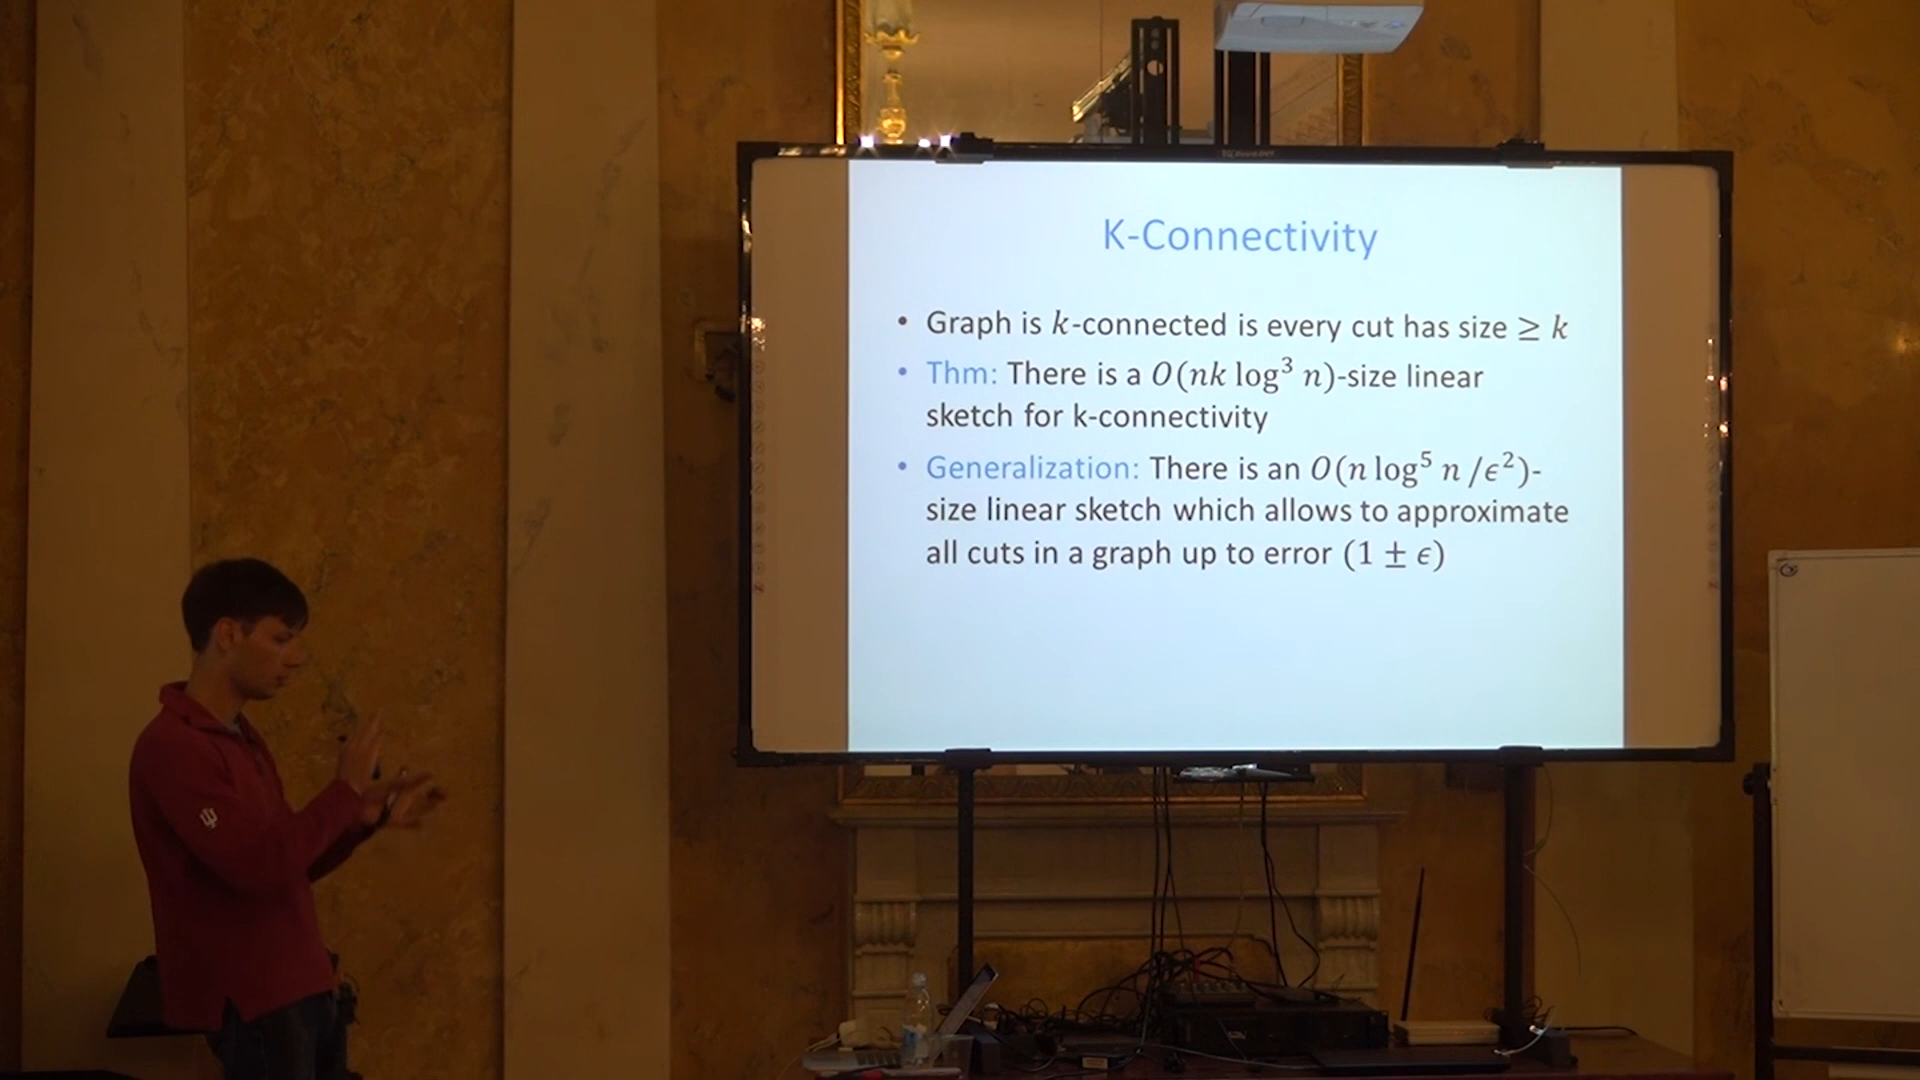 K-Connectivity
• Graph is k-connected is every cut has size ≥ k
• Thm: There is a O(nk log³ n)-size linear
sketch for k-connectivity
• Generalization: There is an O(n log⁵ n /ϵ²)-
size linear sketch which allows to approximate
all cuts in a graph up to error (1 ± ϵ)